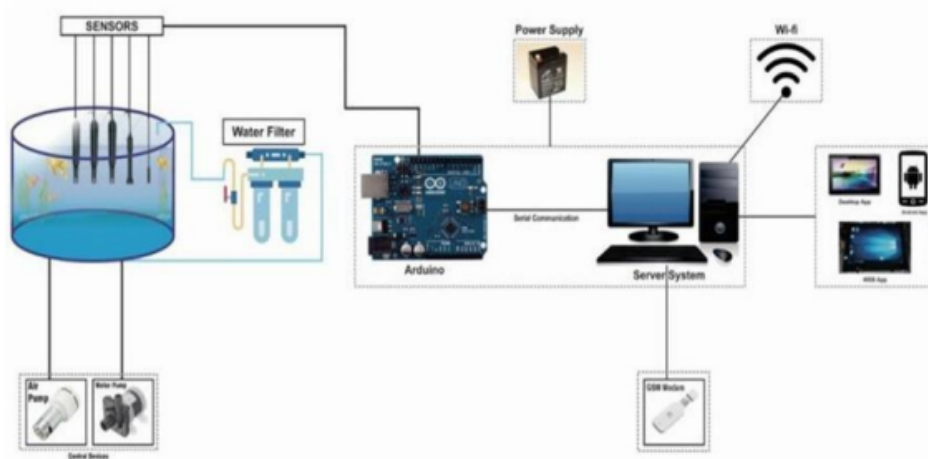 SENSORS
Power Supply
Wi-fi
Water Filter
Desktop App
Android App
Serial Communication
Arduino
Server System
WEB App
Air
Pump
Water Pump
GSM Modem
Control Devices